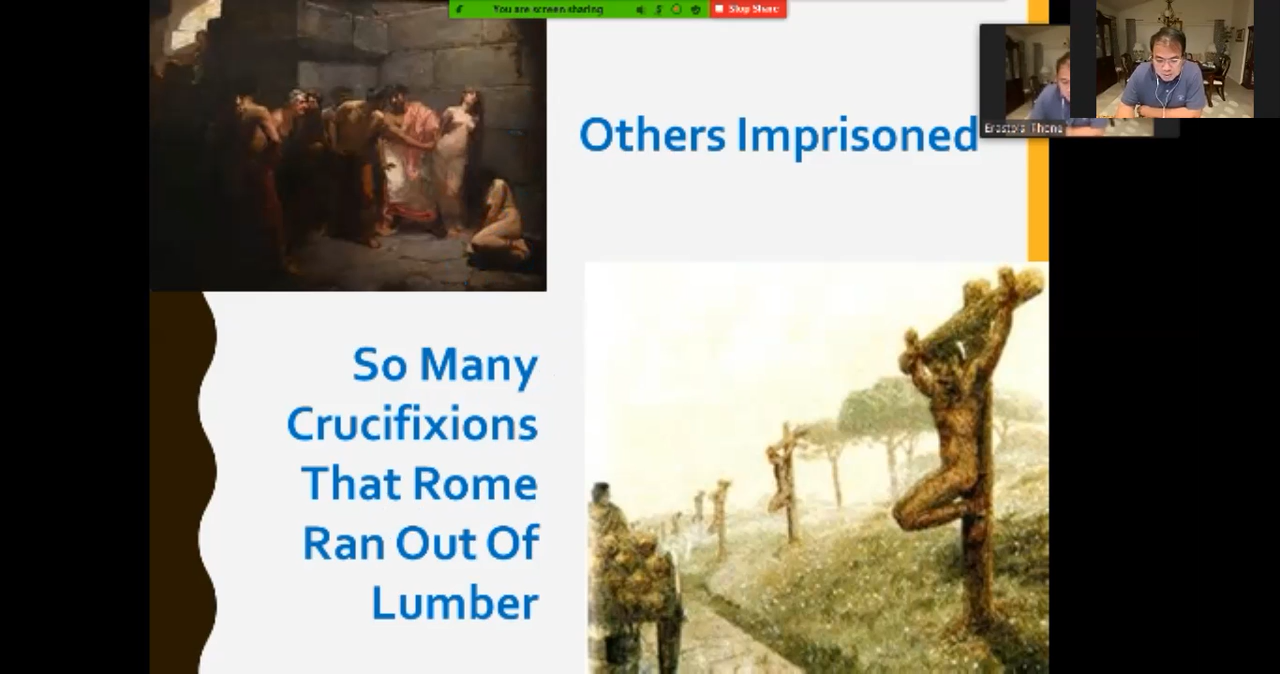 You are screen sharing
Stop Share
Others Imprisoned
So Many
Crucifixions
That Rome
Ran Out Of
Lumber